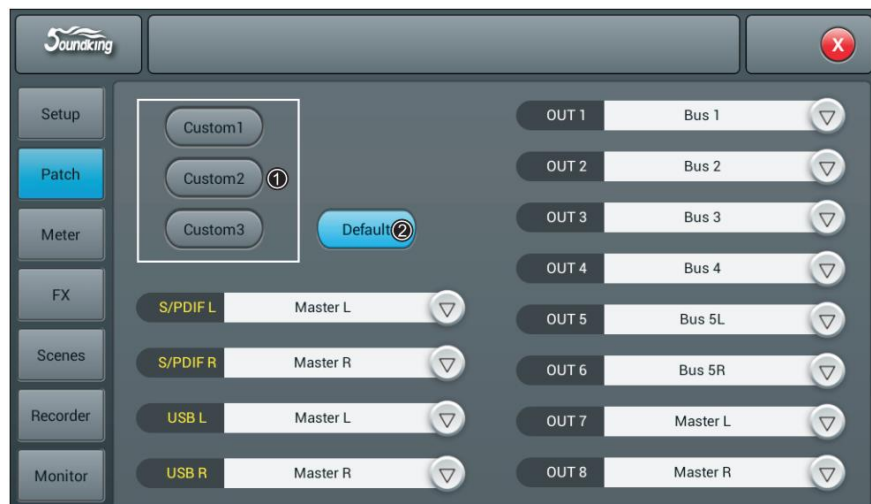 Soundking
X
Setup
Patch
Meter
FX
Scenes
Recorder
Monitor
Custom1
Custom2 ①
Custom3
Default ②
S/PDIF L Master L
S/PDIF R Master R
USB L Master L
USB R Master R
OUT 1 Bus 1
OUT 2 Bus 2
OUT 3 Bus 3
OUT 4 Bus 4
OUT 5 Bus 5L
OUT 6 Bus 5R
OUT 7 Master L
OUT 8 Master R